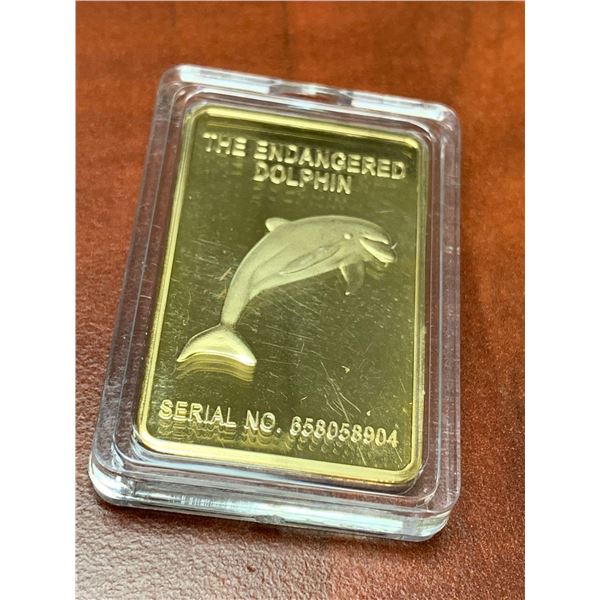 THE ENDANGERED
DOLPHIN
SERIAL NO. 658058904